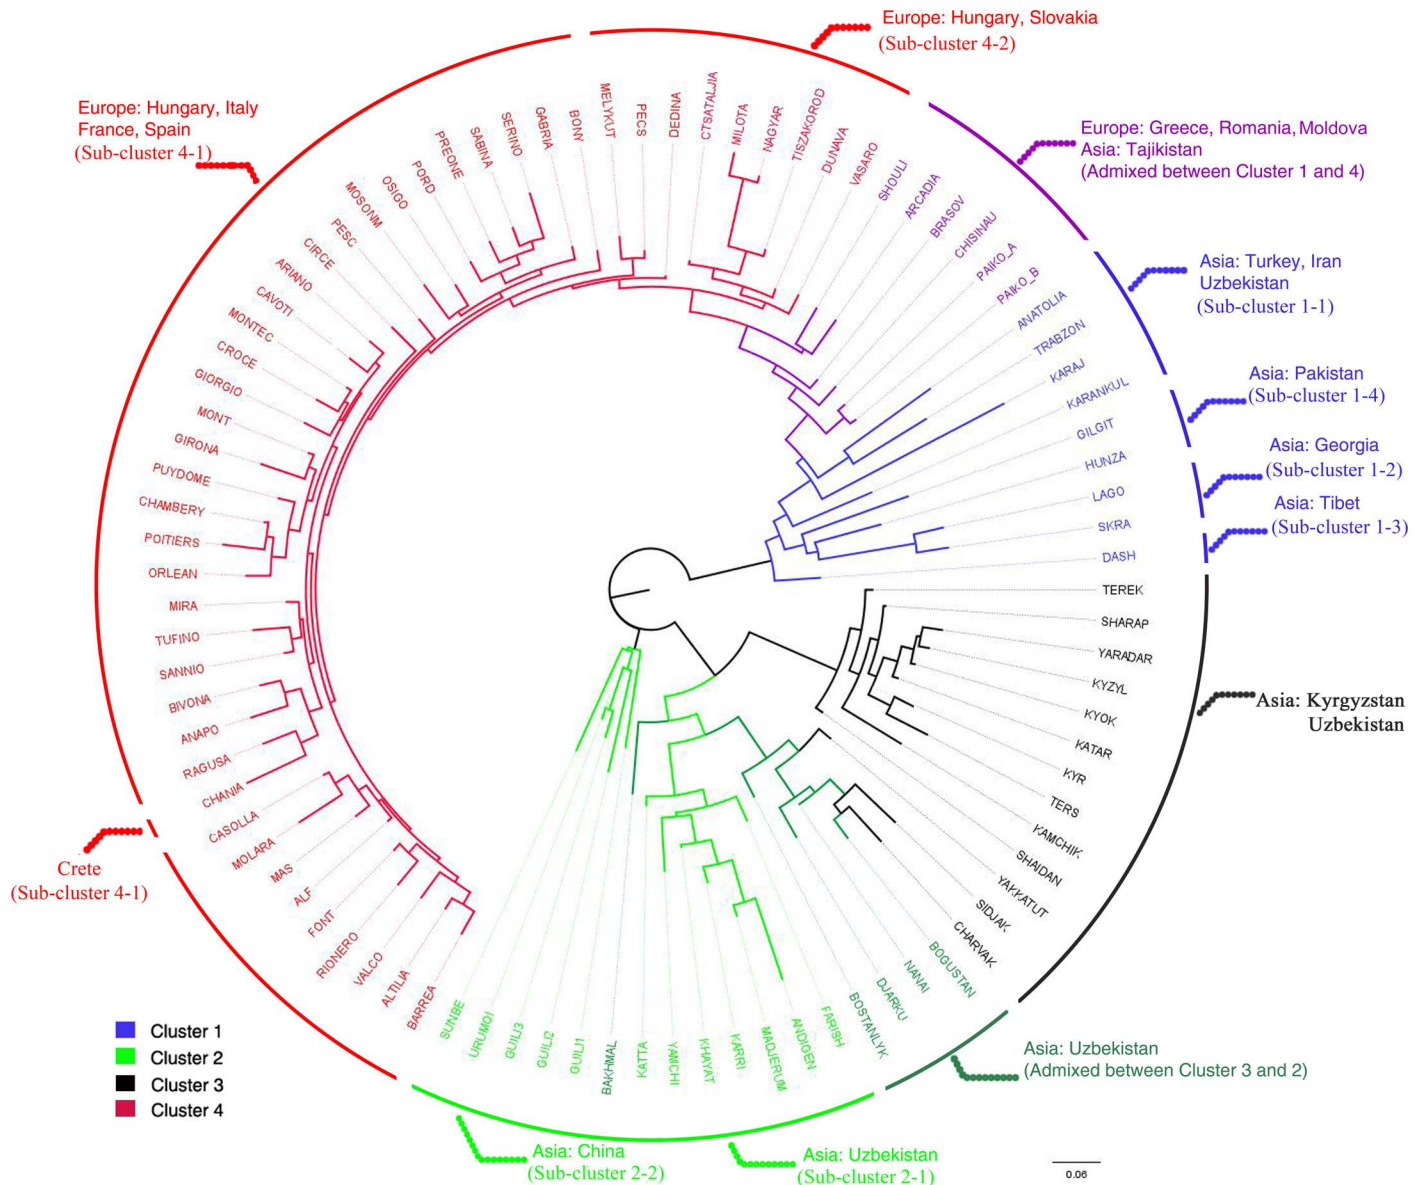 Europe: Hungary, Slovakia
(Sub-cluster 4-2)
Europe: Hungary, Italy
France, Spain
(Sub-cluster 4-1)
Europe: Greece, Romania, Moldova
Asia: Tajikistan
(Admixed between Cluster 1 and 4)
Asia: Turkey, Iran
Uzbekistan
(Sub-cluster 1-1)
Asia: Pakistan
(Sub-cluster 1-4)
Asia: Georgia
(Sub-cluster 1-2)
Asia: Tibet
(Sub-cluster 1-3)
Asia: Kyrgyzstan
Uzbekistan
Asia: Uzbekistan
(Admixed between Cluster 3 and 2)
Asia: Uzbekistan
(Sub-cluster 2-1)
Asia: China
(Sub-cluster 2-2)
Crete
(Sub-cluster 4-1)
MELYKUT
PECS
DEDINA
CTSATALJIA
MILOTA
NAGYAR
TISZAKOROD
DUNAVA
VASARO
SHOULI
ARCADIA
BRASOV
CHISINAU
PAIKO_A
PAIKO_B
ANATOLIA
TRABZON
KARAJ
KARANKUL
GILGIT
HUNZA
LAGO
SKRA
DASH
TEREK
SHARAP
YARADAR
KYZYL
KYOK
KATAR
KYR
TERS
KAMCHIK
SHAIDAN
YAKKATUT
SIDJAK
CHARVAK
BOGUSTAN
NANAI
DJARKU
BOSTANLYK
FARISH
ANDIGEN
MADJERUM
KARRI
KHAYAT
YAMCHI
KATTA
BAKHMAL
GUILI1
GUILI2
GUILI3
URUMQI
SUNBE
BARREA
ALTILIA
VALCO
RIONERO
FONT
ALF
MAS
MOLARA
CASOLLA
CHANIA
RAGUSA
ANAPO
BIVONA
SANNIO
TUFINO
MIRA
ORLEAN
POITIERS
CHAMBERY
PUYDOME
GIRONA
MONT
GIORGIO
CROCE
MONTEC
CAVOTI
ARIANO
CIRCE
PESC
MOSONM
OSIGO
PORD
PREONE
SABINA
SERINO
GABRIA
BONY
Cluster 1
Cluster 2
Cluster 3
Cluster 4
0.06